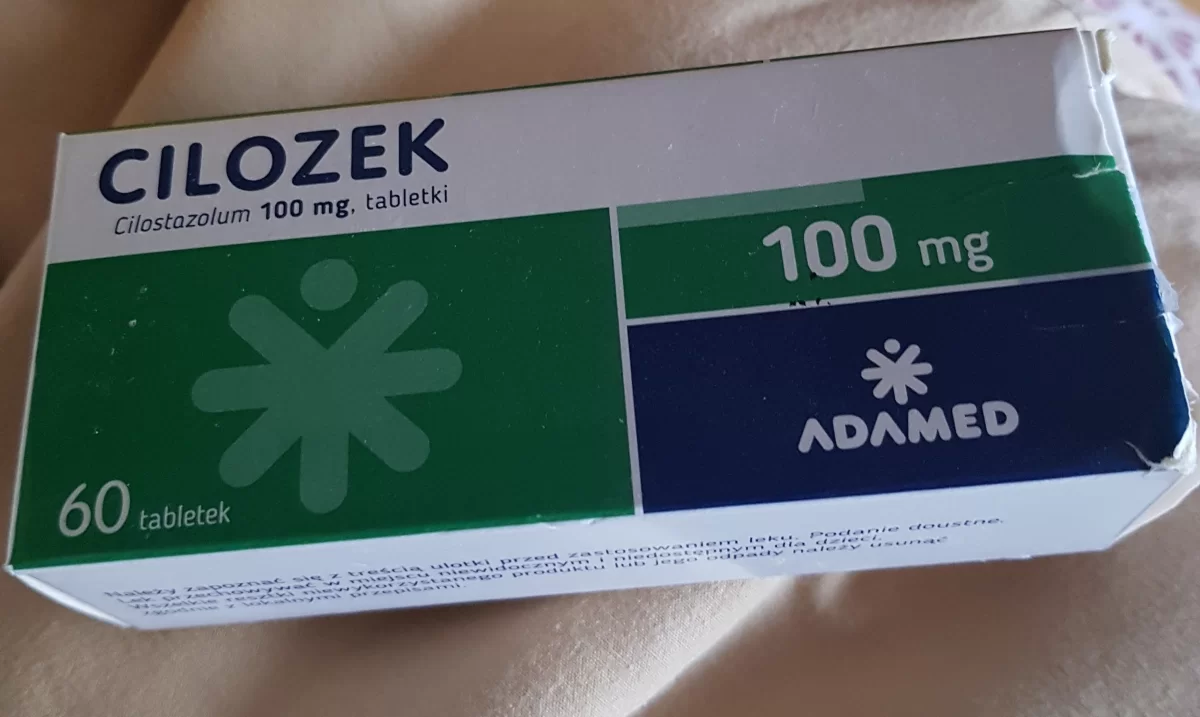 CILOZEK
Cilostazolum 100 mg, tabletki
100 mg
ADAMED
60 tabletek
Należy zapoznać się z treścią ulotki przed zastosowaniem leku. Podanie doustne.
Lek przechowywać w miejscu niewidocznym i niedostępnym dla dzieci.
Wszelkie resztki niewykorzystanego produktu lub jego odpady należy usunąć
zgodnie z lokalnymi przepisami.